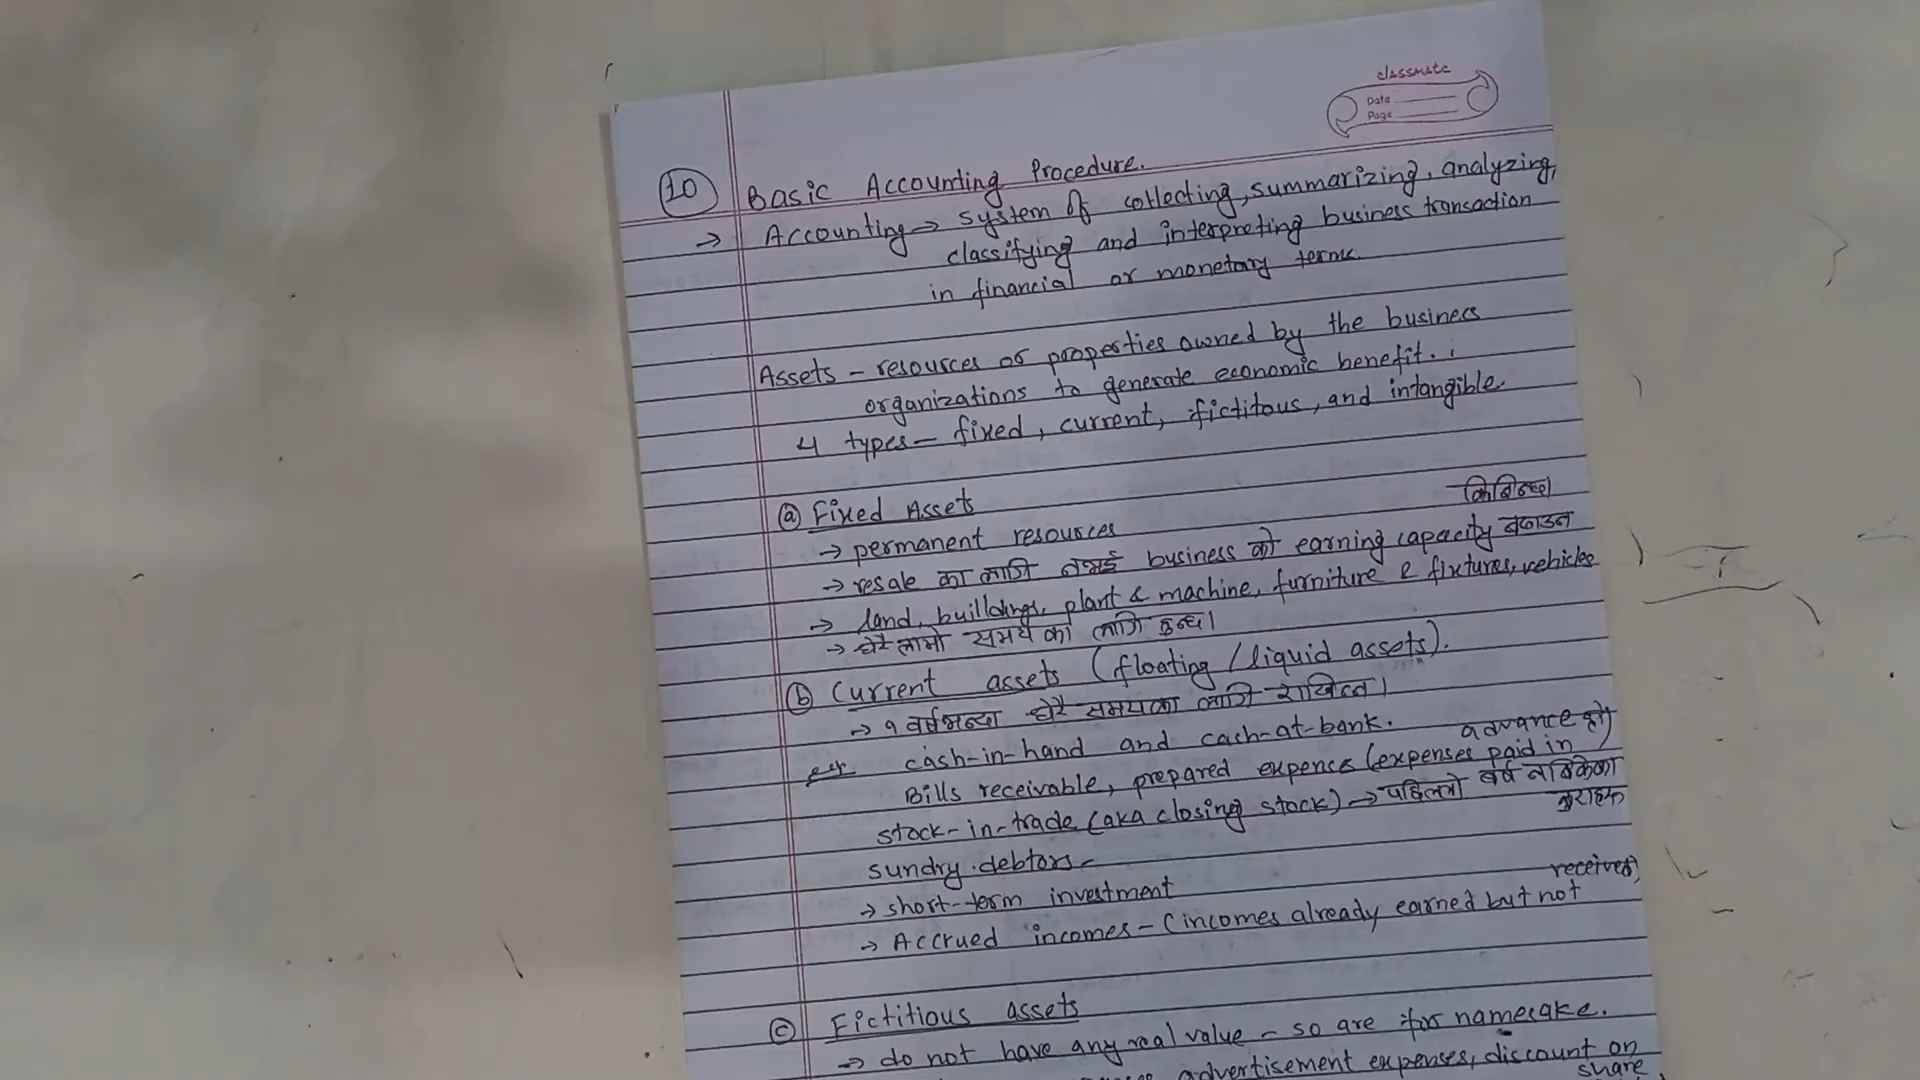 classmate
Date
Page
10 Basic Accounting Procedure.
→ Accounting → system of collecting, summarizing, analyzing,
classifying and interpreting business transaction
in financial or monetary terms.
Assets - resources or properties owned by the business
organizations to generate economic benefit.
4 types - fixed, current, fictitous, and intangible.
ⓐ Fixed Assets
→ permanent resources
किनिन्छ।
→ resale का लागि नभई business को earning capacity बढाउन
→ land, buildings, plant & machine, furniture & fixtures, vehicles
→ धेरै लामो समय का लागि हुन्छ।
ⓑ Current assets (floating / liquid assets).
→ १ वर्षभन्दा धेरै समयका लागि राखिन्न।
cash-in-hand and cash-at-bank.
Bills receivable, prepared expense (expenses paid in advance हो)
stock-in-trade (aka closing stock) → पहिलको वर्ष नबिकेका
sundry debtors -
→ short-term investment
→ Accrued incomes - (incomes already earned but not received)
ⓒ Fictitious assets
→ do not have any real value - so are for namesake.
advertisement expenses, discount on share